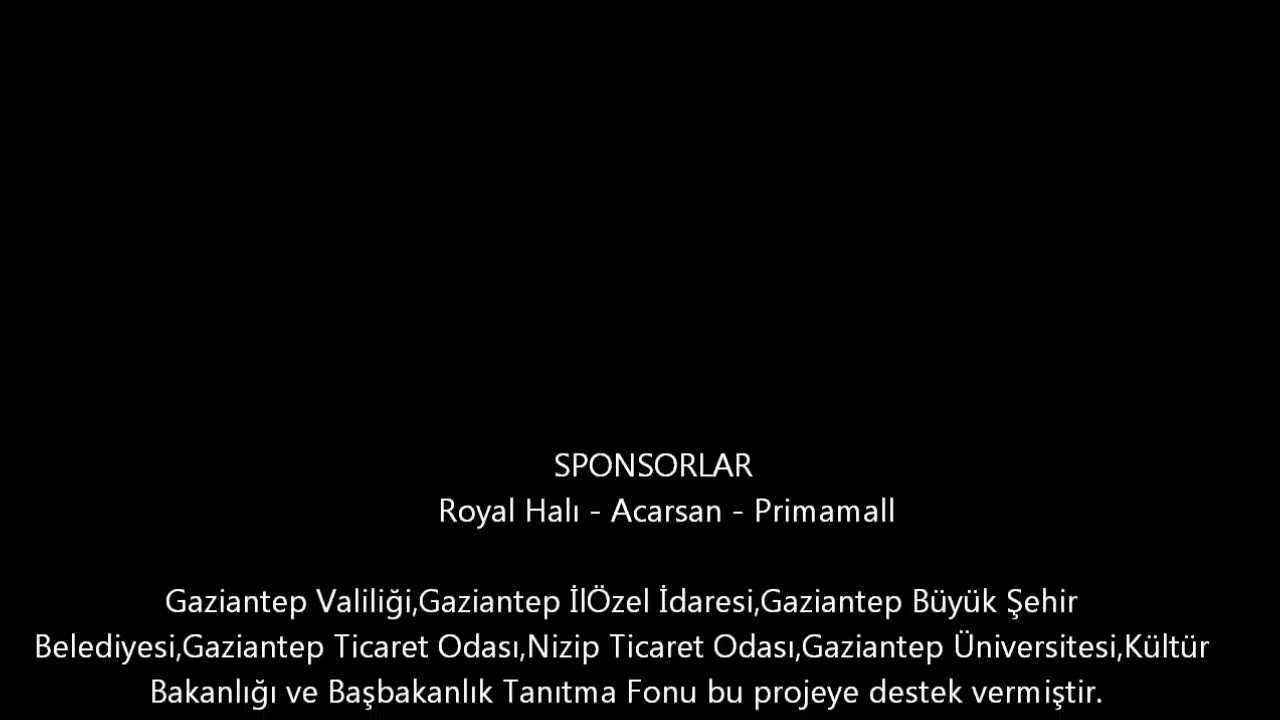 SPONSORLAR
Royal Halı - Acarsan - Primamall
Gaziantep Valiliği,Gaziantep İlÖzel İdaresi,Gaziantep Büyük Şehir
Belediyesi,Gaziantep Ticaret Odası,Nizip Ticaret Odası,Gaziantep Üniversitesi,Kültür
Bakanlığı ve Başbakanlık Tanıtma Fonu bu projeye destek vermiştir.